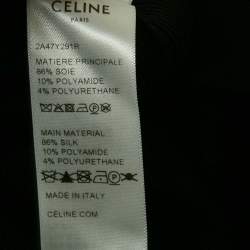 CELINE
PARIS
2A47Y291R
MATIERE PRINCIPALE
86% SOIE
10% POLYAMIDE
4% POLYURETHANE
MAIN MATERIAL
86% SILK
10% POLYAMIDE
4% POLYURETHANE
MADE IN ITALY
CELINE.COM